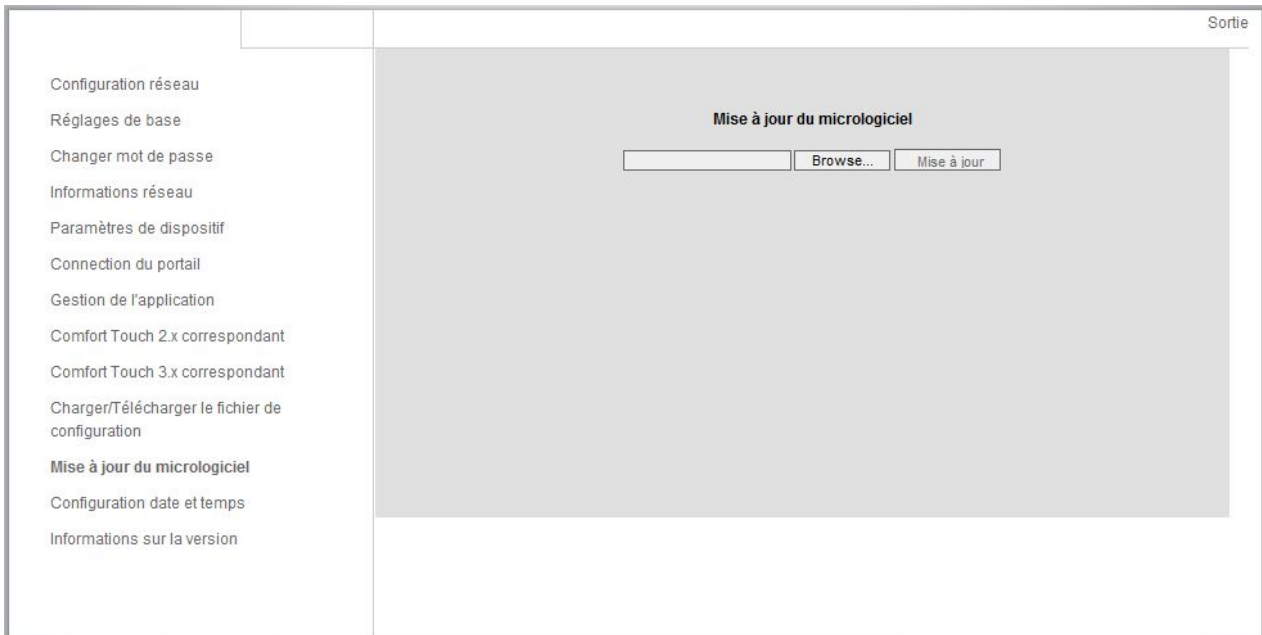 Sortie
Configuration réseau
Réglages de base
Changer mot de passe
Informations réseau
Paramètres de dispositif
Connection du portail
Gestion de l'application
Comfort Touch 2.x correspondant
Comfort Touch 3.x correspondant
Charger/Télécharger le fichier de
configuration
Mise à jour du micrologiciel
Configuration date et temps
Informations sur la version
Mise à jour du micrologiciel
Browse... Mise à jour